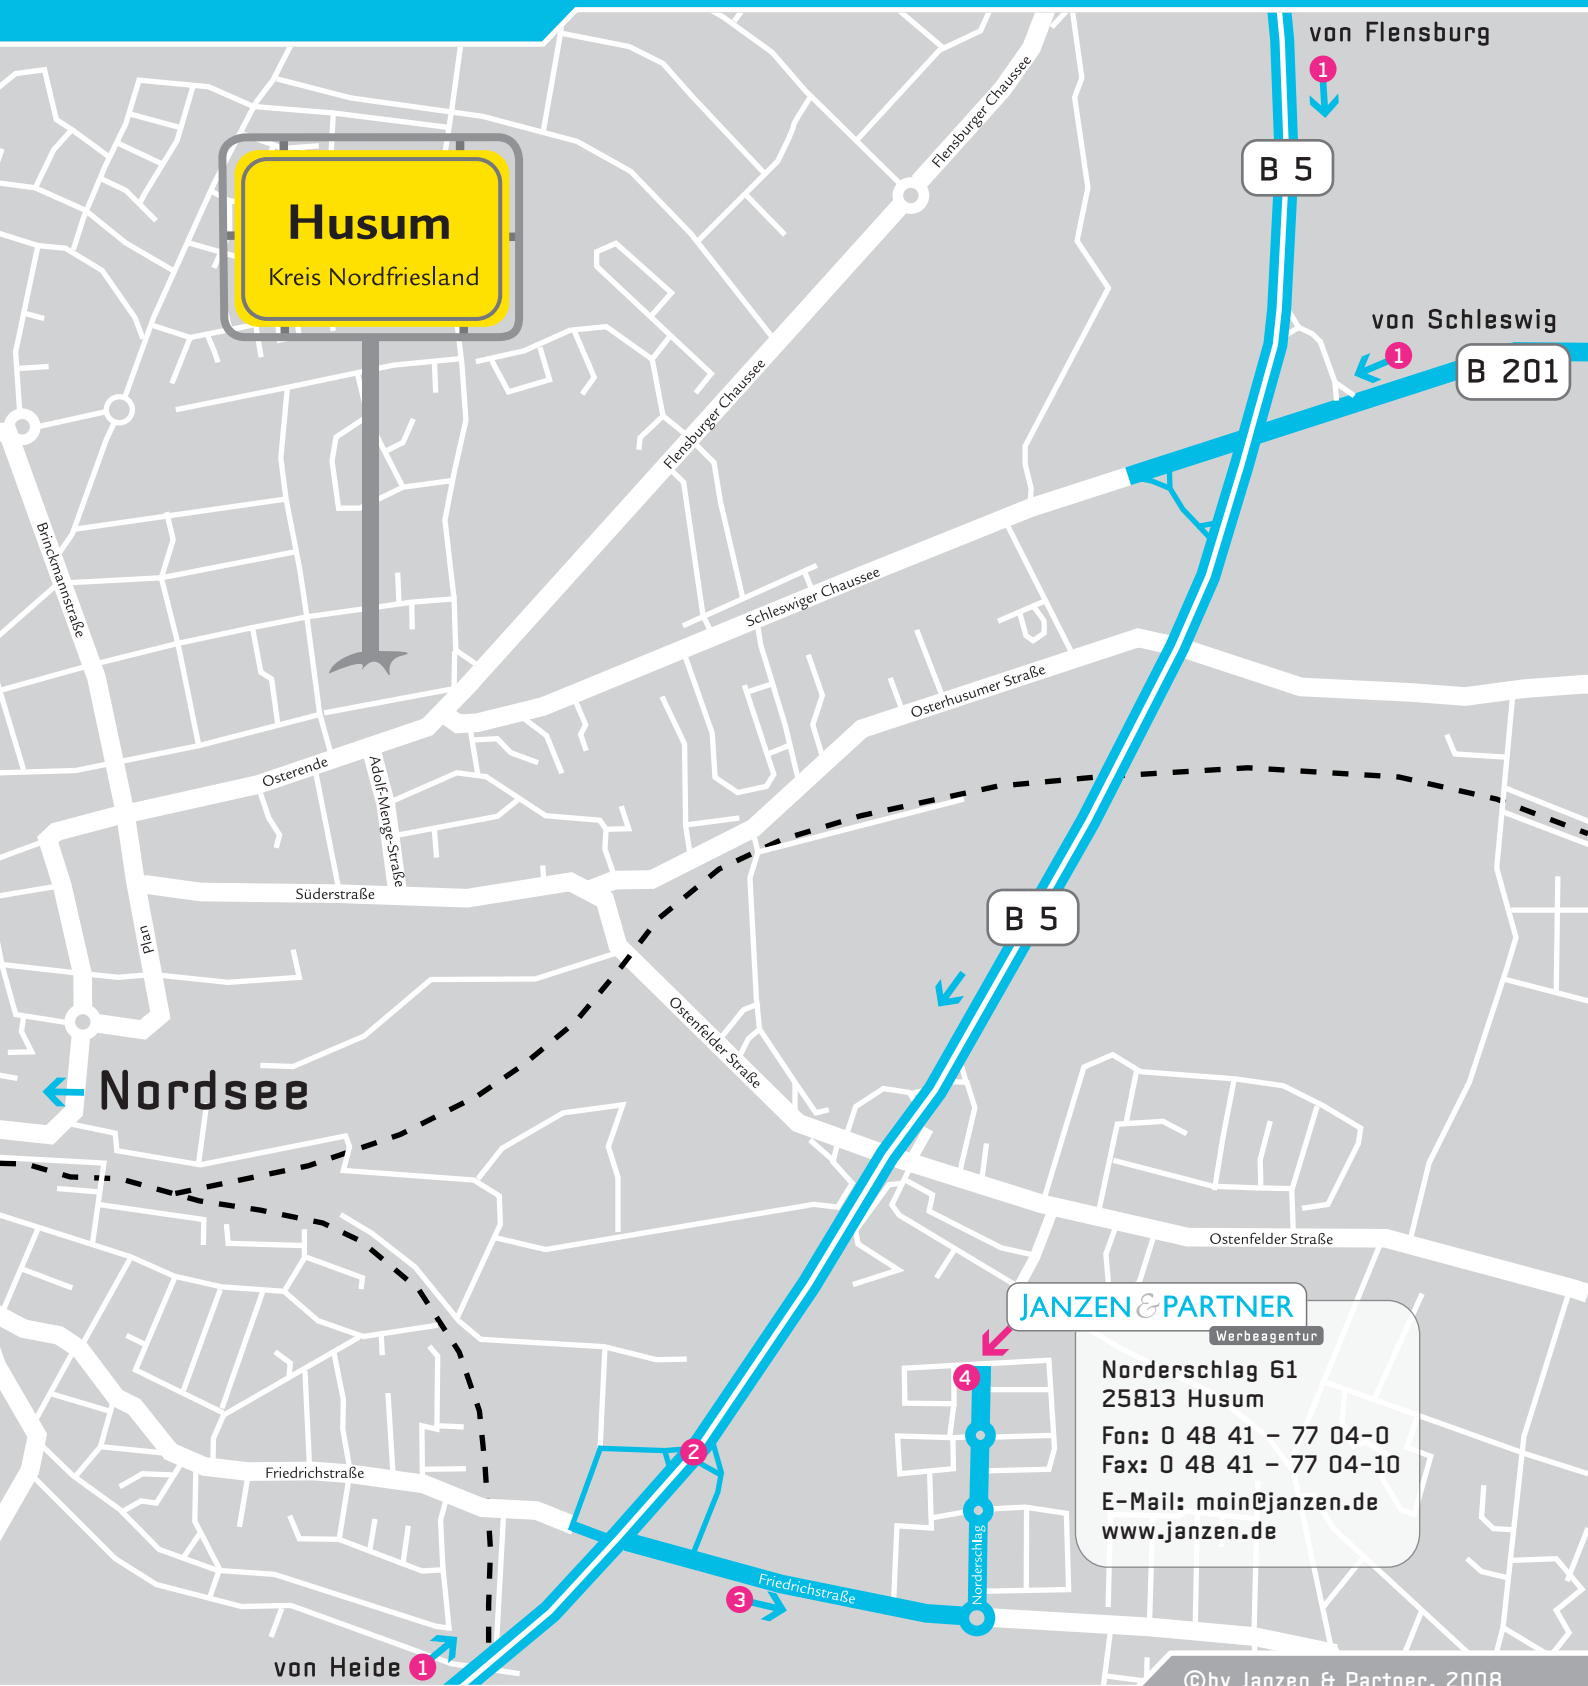 von Flensburg
1
B 5
Flensburger Chaussee
Husum
Kreis Nordfriesland
von Schleswig
1
B 201
Flensburger Chaussee
Brinckmannstraße
Schleswiger Chaussee
Osterhusumer Straße
Osterende
Adolf-Menge-Straße
Süderstraße
Plan
B 5
Ostenfelder Straße
Nordsee
Ostenfelder Straße
JANZEN & PARTNER
Werbeagentur
Norderschlag 61
25813 Husum
Fon: 0 48 41 – 77 04-0
Fax: 0 48 41 – 77 04-10
E-Mail: moin@janzen.de
www.janzen.de
4
2
Friedrichstraße
Norderschlag
Friedrichstraße
3
von Heide 1
©by Janzen & Partner, 2008